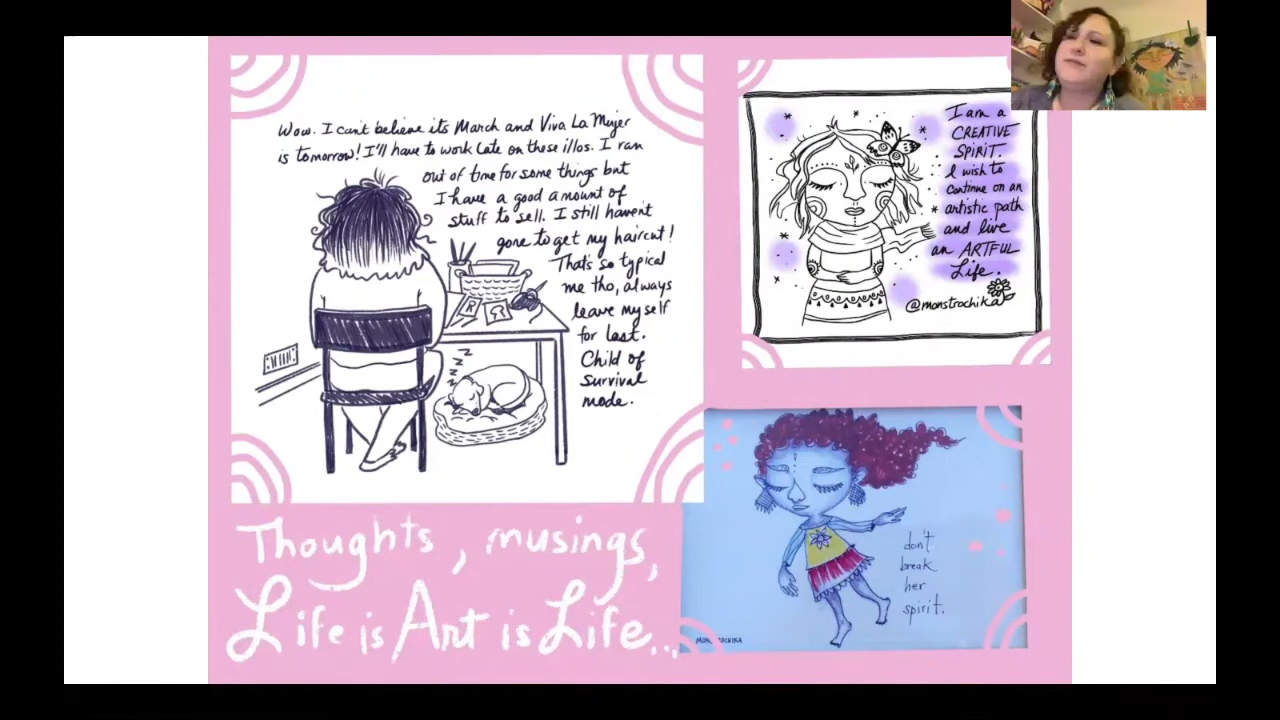 Wow. I can't believe its March and Viva La Mujer
is tomorrow! I'll have to work late on these illos. I ran
out of time for some things but
I have a good amount of
stuff to sell. I still haven't
gone to get my haircut!
That's so typical
me tho, always
leave myself
for last.
Child of
survival
mode.
I am a
CREATIVE
SPIRIT.
I wish to
continue on an
artistic path
and live
an ARTFUL
Life.
@monstrochika
don't
break
her
spirit.
Thoughts, musings,
Life is Art is Life...